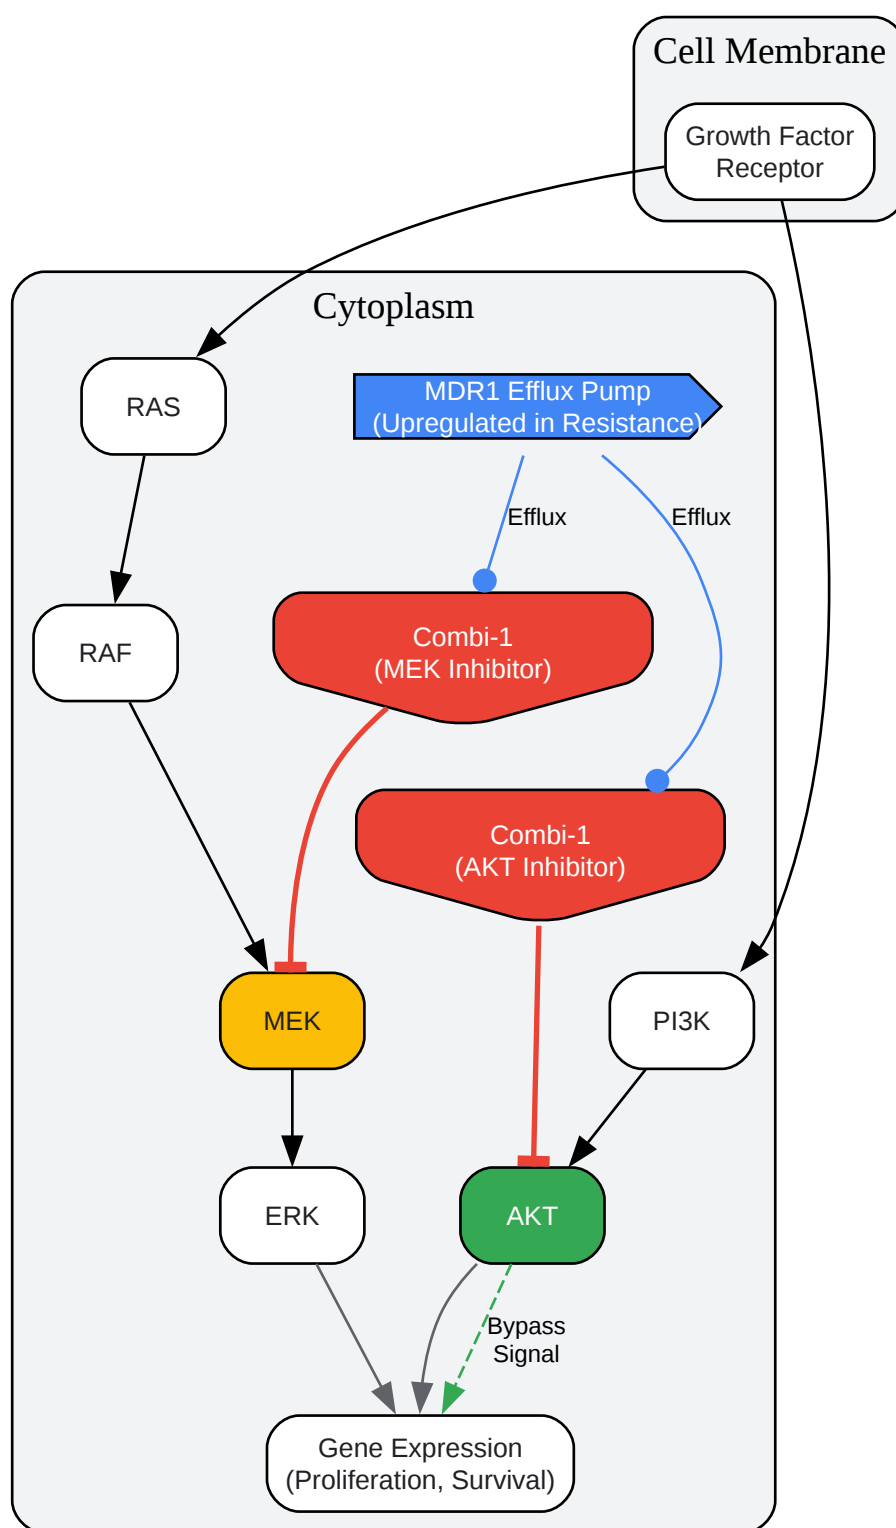 Cell Membrane
Growth Factor
Receptor
Cytoplasm
RAS
MDR1 Efflux Pump
(Upregulated in Resistance)
Efflux
Efflux
RAF
Combi-1
(MEK Inhibitor)
Combi-1
(AKT Inhibitor)
MEK
PI3K
ERK
AKT
Bypass
Signal
Gene Expression
(Proliferation, Survival)